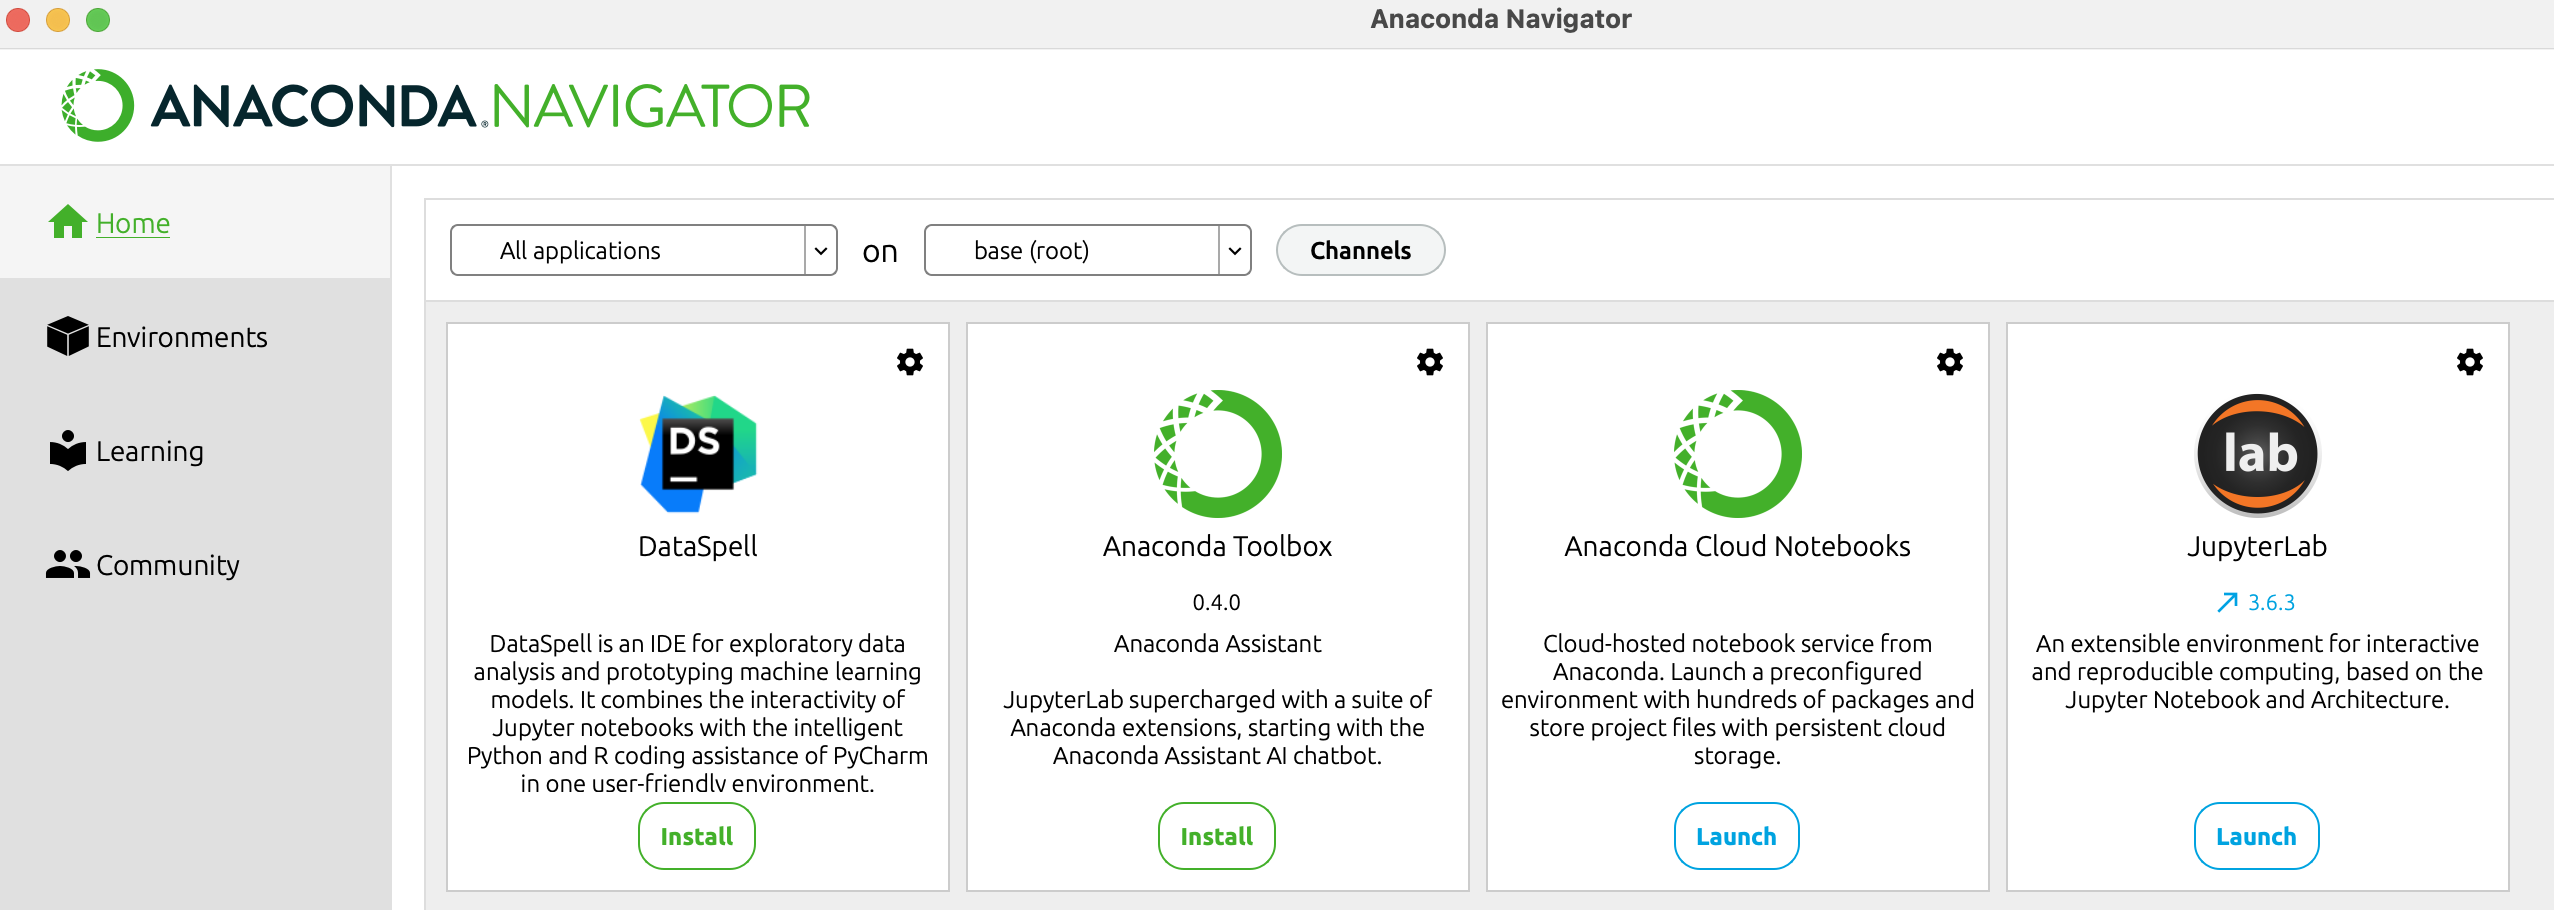 Anaconda Navigator
ANACONDA.NAVIGATOR
Home
Environments
Learning
Community
All applications on base (root) Channels
DS
DataSpell
DataSpell is an IDE for exploratory data
analysis and prototyping machine learning
models. It combines the interactivity of
Jupyter notebooks with the intelligent
Python and R coding assistance of PyCharm
in one user-friendly environment.
Install
Anaconda Toolbox
0.4.0
Anaconda Assistant
JupyterLab supercharged with a suite of
Anaconda extensions, starting with the
Anaconda Assistant AI chatbot.
Install
Anaconda Cloud Notebooks
Cloud-hosted notebook service from
Anaconda. Launch a preconfigured
environment with hundreds of packages and
store project files with persistent cloud
storage.
Launch
lab
JupyterLab
3.6.3
An extensible environment for interactive
and reproducible computing, based on the
Jupyter Notebook and Architecture.
Launch